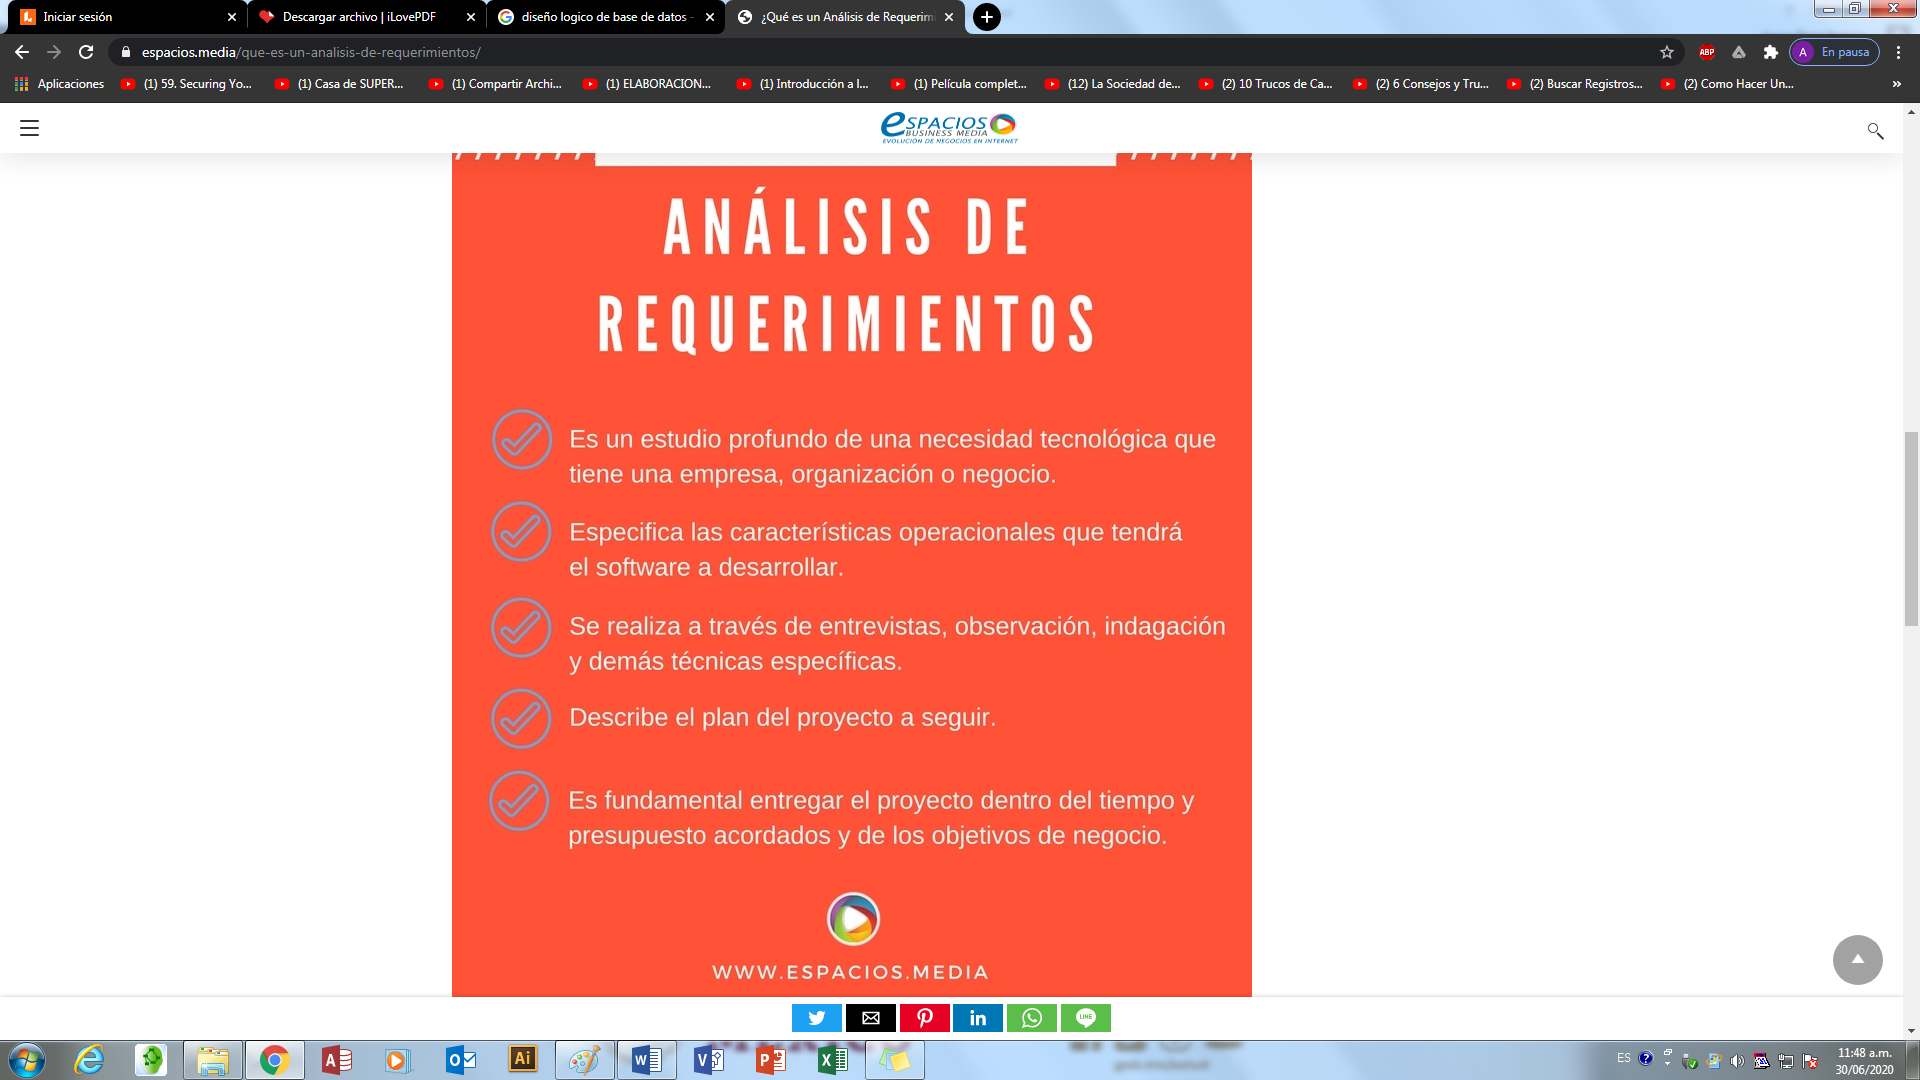 Iniciar sesión
Descargar archivo | iLovePDF
diseño logico de base de datos -
¿Qué es un Análisis de Requerim
espacios.media/que-es-un-analisis-de-requerimientos/
ABP
A
En pausa
Aplicaciones
(1) 59. Securing Yo...
(1) Casa de SUPER...
(1) Compartir Archi...
(1) ELABORACION...
(1) Introducción a l...
(1) Película complet...
(12) La Sociedad de...
(2) 10 Trucos de Ca...
(2) 6 Consejos y Tru...
(2) Buscar Registros...
(2) Como Hacer Un...
»
eSPACIOS
BUSINESS MEDIA
EVOLUCIÓN DE NEGOCIOS EN INTERNET
ANÁLISIS DE
REQUERIMIENTOS
Es un estudio profundo de una necesidad tecnológica que
tiene una empresa, organización o negocio.
Especifica las características operacionales que tendrá
el software a desarrollar.
Se realiza a través de entrevistas, observación, indagación
y demás técnicas específicas.
Describe el plan del proyecto a seguir.
Es fundamental entregar el proyecto dentro del tiempo y
presupuesto acordados y de los objetivos de negocio.
WWW.ESPACIOS.MEDIA
LINE
Ai
ES
11:48 a.m.
30/06/2020